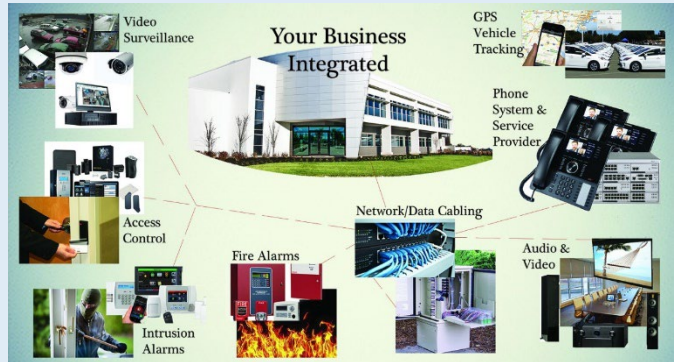 Video
Surveillance
Your Business
Integrated
GPS
Vehicle
Tracking
Phone
System &
Service
Provider
Access
Control
Network/Data Cabling
Fire Alarms
Audio &
Video
Intrusion
Alarms
FIRE